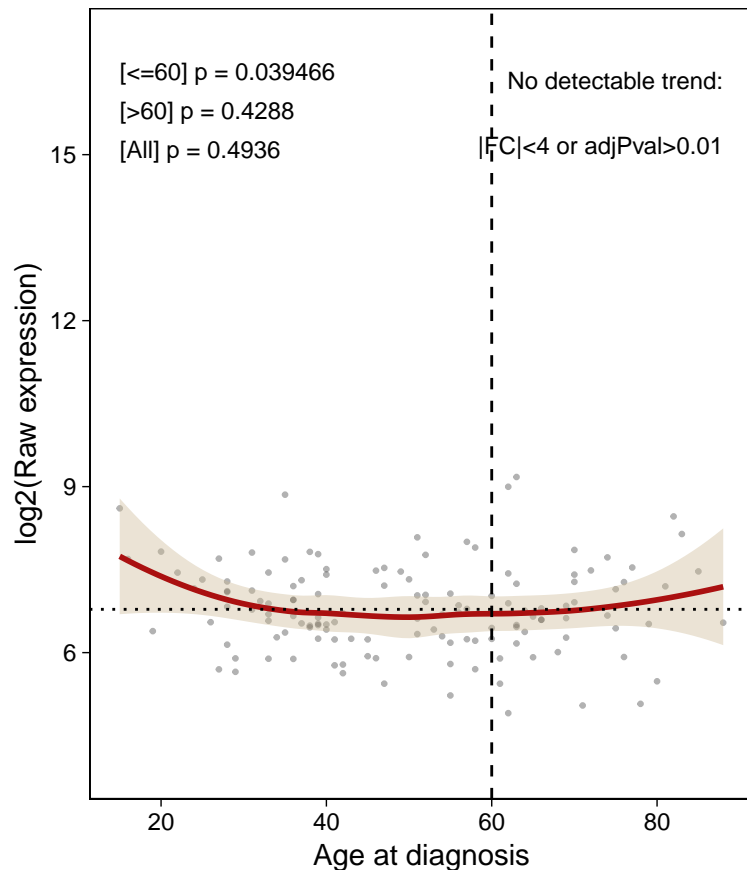 [<=60] p = 0.039466
[>60] p = 0.4288
[All] p = 0.4936
No detectable trend:
|FC|<4 or adjPval>0.01
log2(Raw expression)
15
12
9
6
20
40
60
80
Age at diagnosis